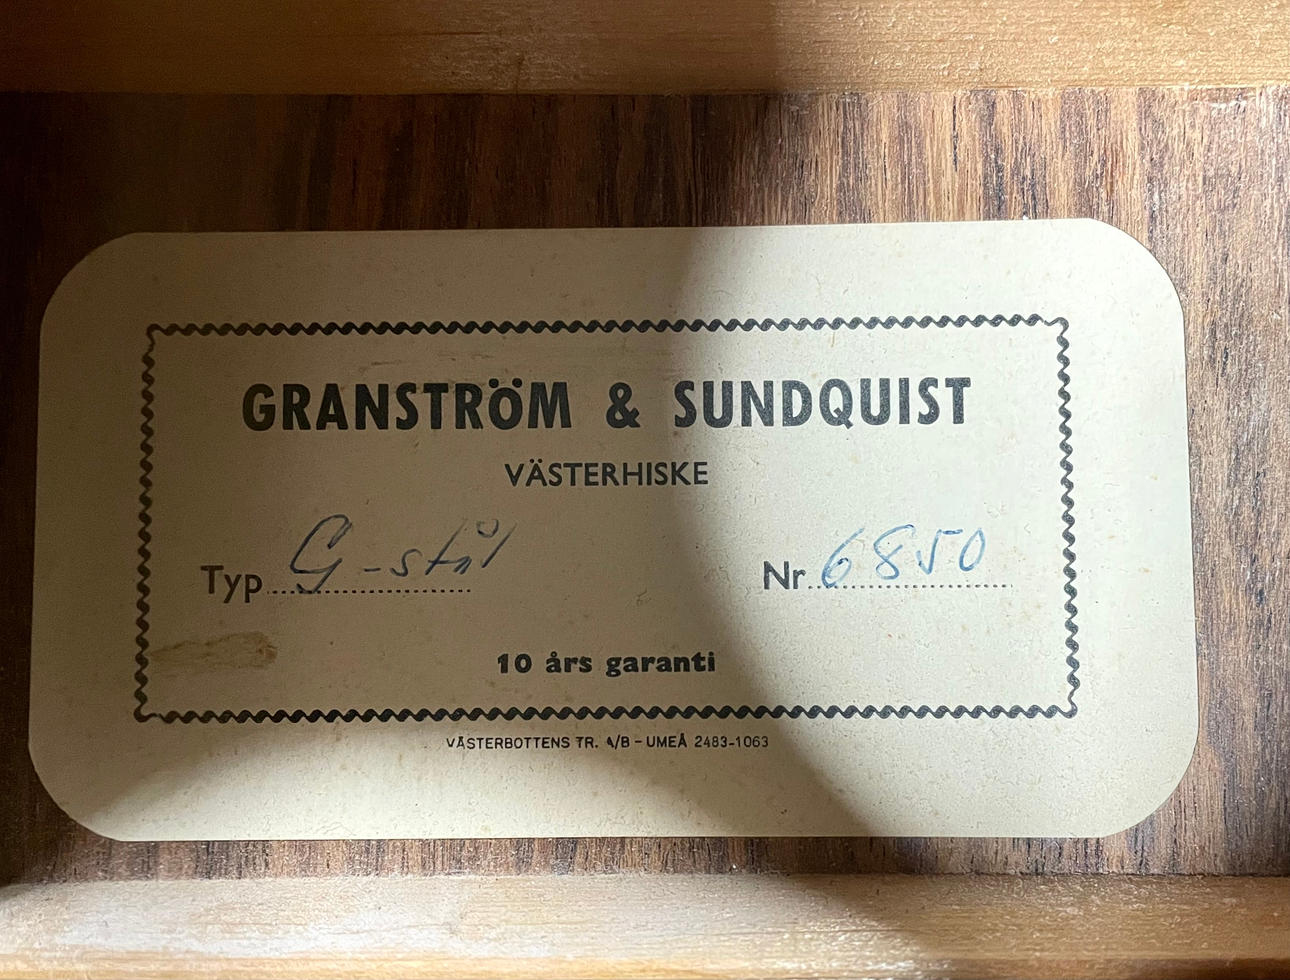 GRANSTRÖM & SUNDQUIST
VÄSTERHISKE
Typ G-stål Nr 6850
10 års garanti
VÄSTERBOTTENS TR. A/B – UMEÅ 2483-1063